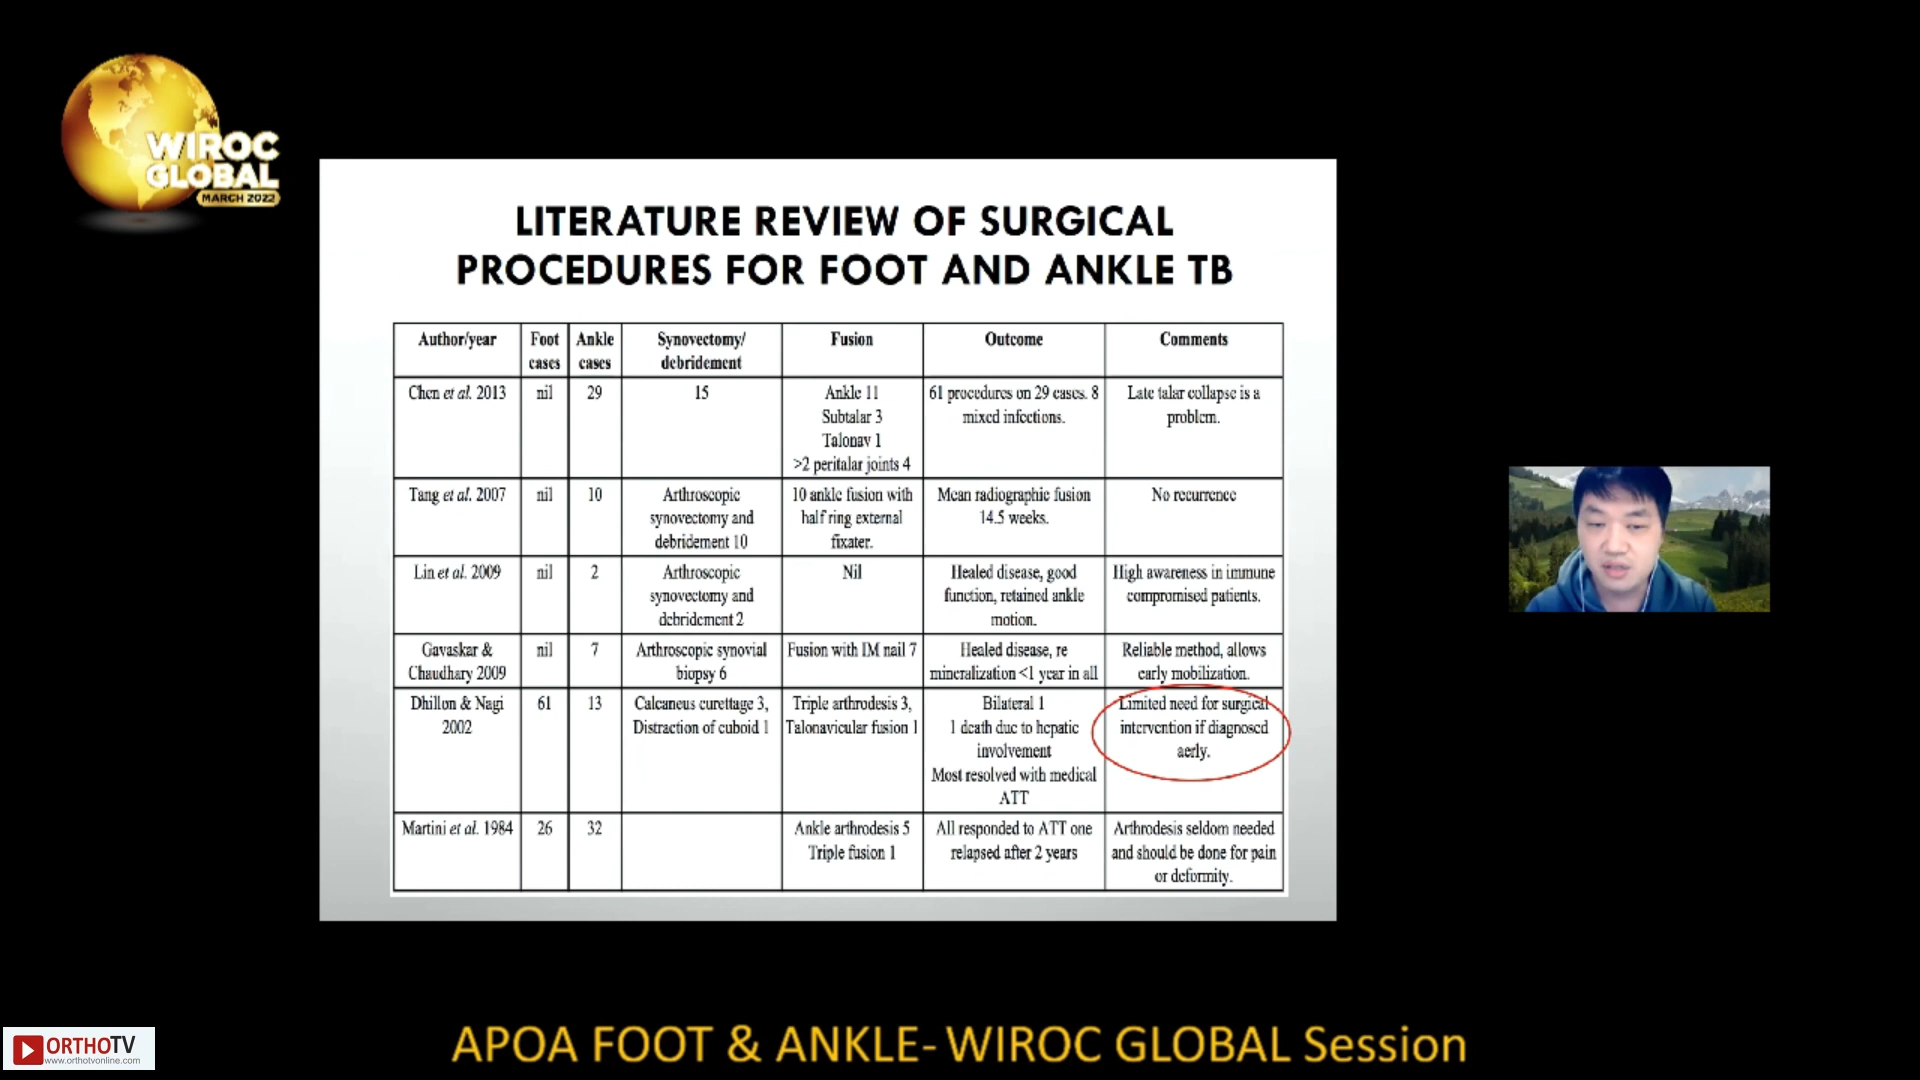 WIROC
GLOBAL
MARCH 2022
LITERATURE REVIEW OF SURGICAL
PROCEDURES FOR FOOT AND ANKLE TB
Author/year
Foot
cases
Ankle
cases
Synovectomy/
debridement
Fusion
Outcome
Comments
Chen et al. 2013
nil
29
15
Ankle 11
Subtalar 3
Talonav 1
>2 peritalar joints 4
61 procedures on 29 cases. 8
mixed infections.
Late talar collapse is a
problem.
Tang et al. 2007
nil
10
Arthroscopic
synovectomy and
debridement 10
10 ankle fusion with
half ring external
fixater.
Mean radiographic fusion
14.5 weeks.
No recurrence
Lin et al. 2009
nil
2
Arthroscopic
synovectomy and
debridement 2
Nil
Healed disease, good
function, retained ankle
motion.
High awareness in immune
compromised patients.
Gavaskar &
Chaudhary 2009
nil
7
Arthroscopic synovial
biopsy 6
Fusion with IM nail 7
Healed disease, re
mineralization <1 year in all
Reliable method, allows
early mobilization.
Dhillon & Nagi
2002
61
13
Calcaneus curettage 3,
Distraction of cuboid 1
Triple arthrodesis 3,
Talonavicular fusion 1
Bilateral 1
1 death due to hepatic
involvement
Most resolved with medical
ATT
Limited need for surgical
intervention if diagnosed
aerly.
Martini et al. 1984
26
32
Ankle arthrodesis 5
Triple fusion 1
All responded to ATT one
relapsed after 2 years
Arthrodesis seldom needed
and should be done for pain
or deformity.
ORTHOTV
www.orthotvonline.com
APOA FOOT & ANKLE- WIROC GLOBAL Session